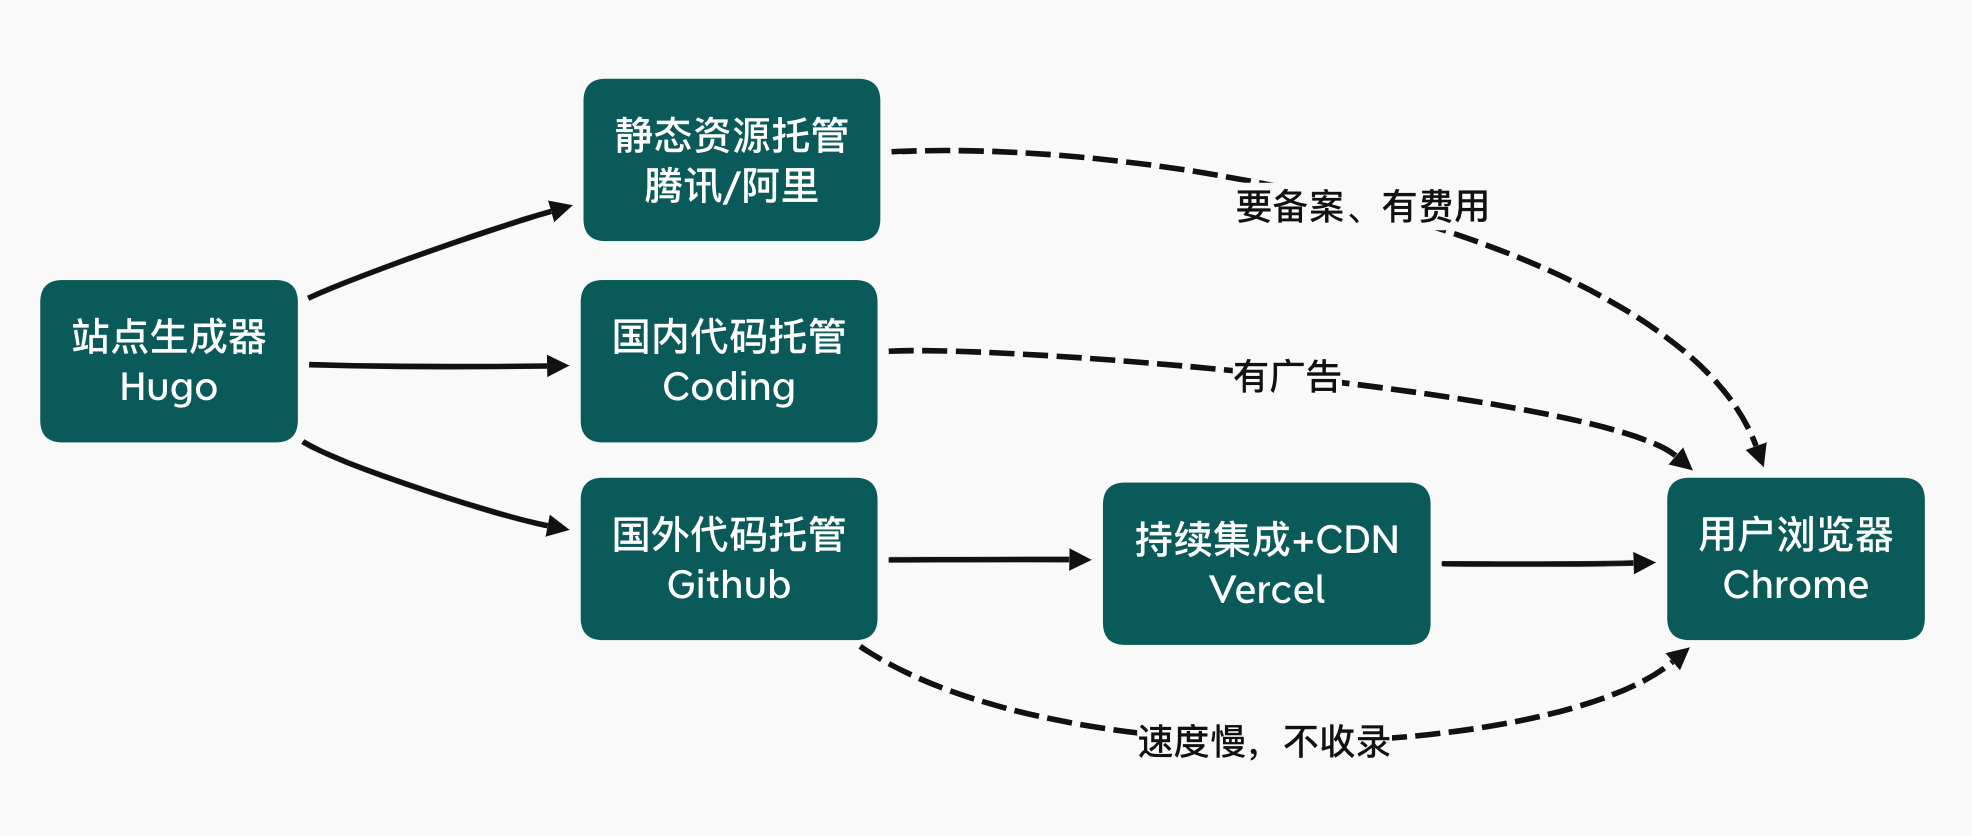 静态资源托管
腾讯/阿里
要备案、有费用
站点生成器
Hugo
国内代码托管
Coding
有广告
国外代码托管
Github
持续集成+CDN
Vercel
用户浏览器
Chrome
速度慢，不收录